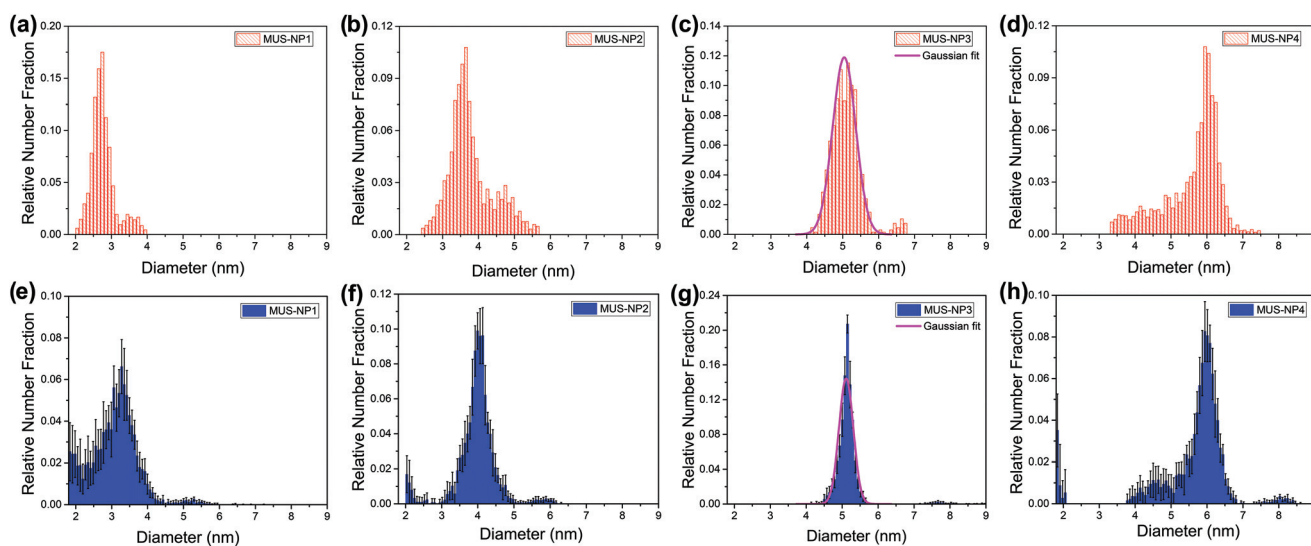 (a)
0.20
0.15
0.10
0.05
0.00
Relative Number Fraction
MUS-NP1
2 3 4 5 6 7 8 9
Diameter (nm)
(b)
0.12
0.09
0.06
0.03
0.00
Relative Number Fraction
MUS-NP2
2 3 4 5 6 7 8 9
Diameter (nm)
(c)
0.14
0.12
0.10
0.08
0.06
0.04
0.02
0.00
Relative Number Fraction
MUS-NP3
Gaussian fit
2 3 4 5 6 7 8 9
Diameter (nm)
(d)
0.12
0.09
0.06
0.03
0.00
Relative Number Fraction
MUS-NP4
2 3 4 5 6 7 8 9
Diameter (nm)
(e)
0.10
0.08
0.06
0.04
0.02
0.00
Relative Number Fraction
MUS-NP1
2 3 4 5 6 7 8 9
Diameter (nm)
(f)
0.12
0.10
0.08
0.06
0.04
0.02
0.00
Relative Number Fraction
MUS-NP2
2 3 4 5 6 7 8 9
Diameter (nm)
(g)
0.24
0.20
0.16
0.12
0.08
0.04
0.00
Relative Number Fraction
MUS-NP3
Gaussian fit
2 3 4 5 6 7 8 9
Diameter (nm)
(h)
0.10
0.08
0.06
0.04
0.02
0.00
Relative Number Fraction
MUS-NP4
2 3 4 5 6 7 8
Diameter (nm)